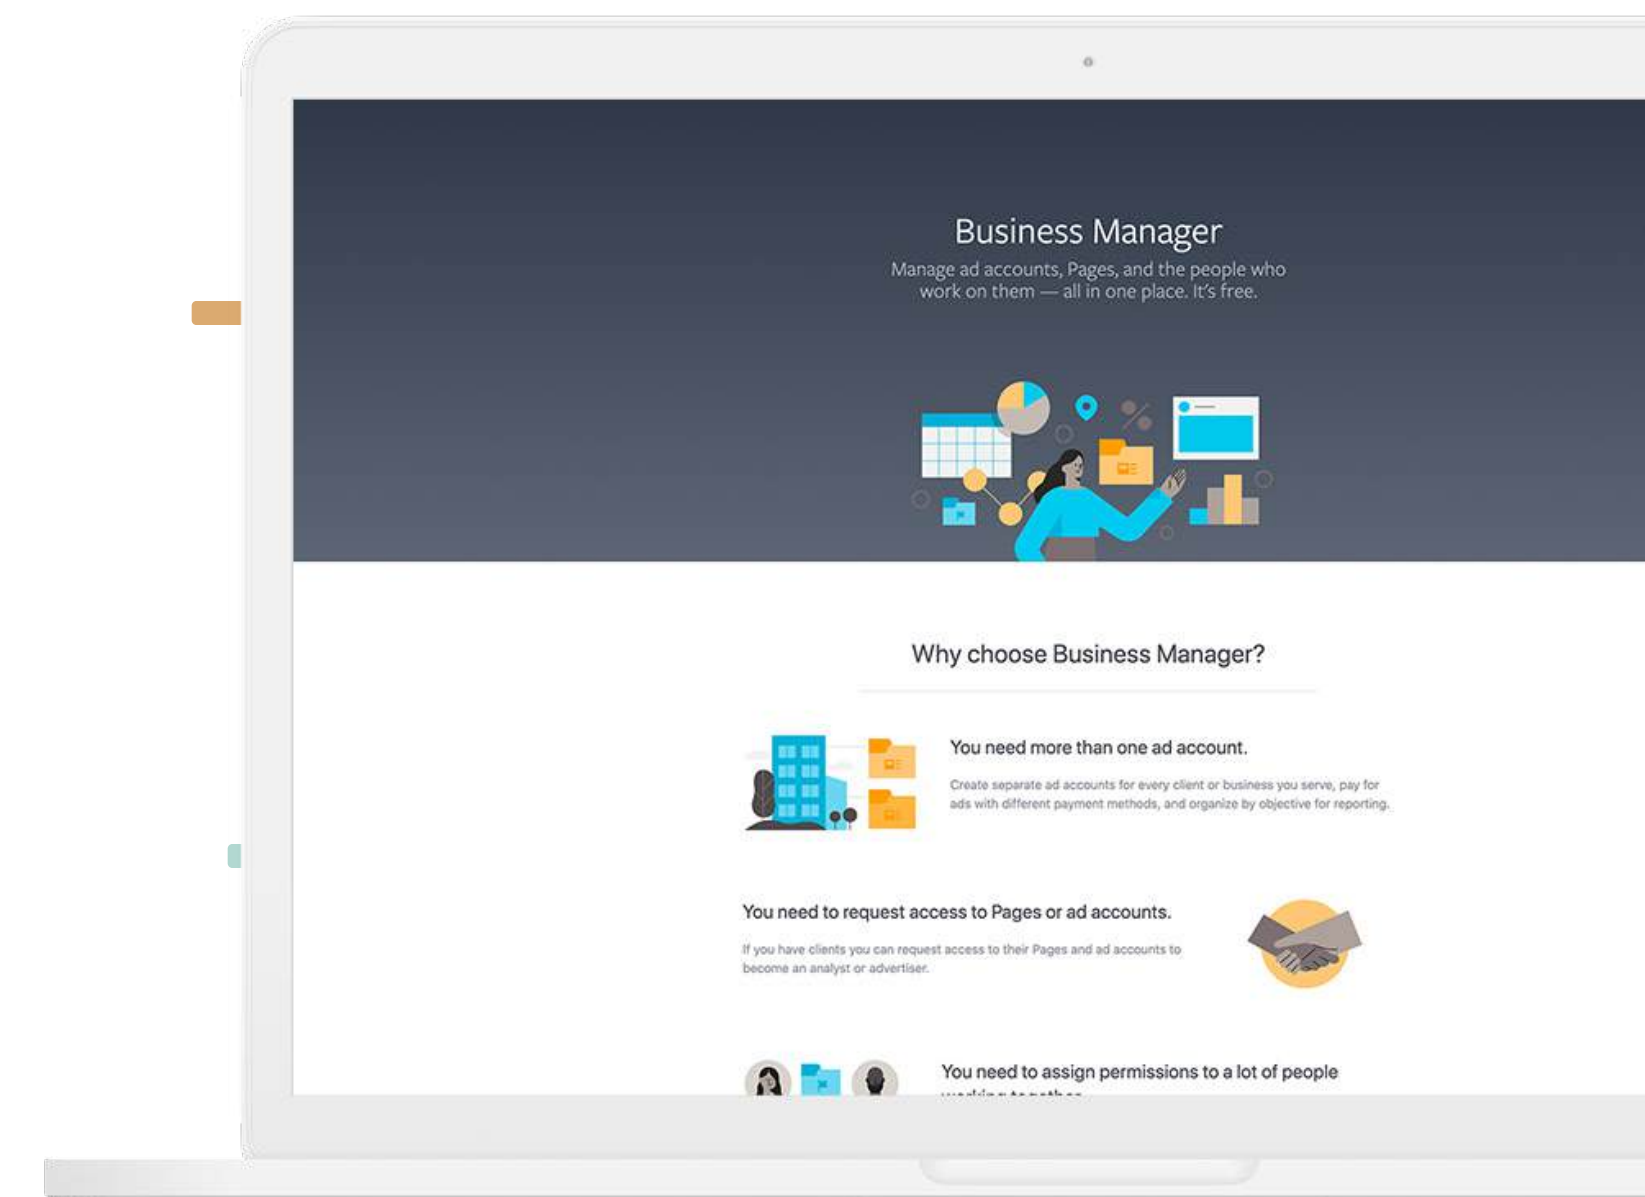 Business Manager
Manage ad accounts, Pages, and the people who
work on them — all in one place. It's free.
Why choose Business Manager?
You need more than one ad account.
Create separate ad accounts for every client or business you serve, pay for
ads with different payment methods, and organize by objective for reporting.
You need to request access to Pages or ad accounts.
If you have clients you can request access to their Pages and ad accounts to
become an analyst or advertiser.
You need to assign permissions to a lot of people
working together.